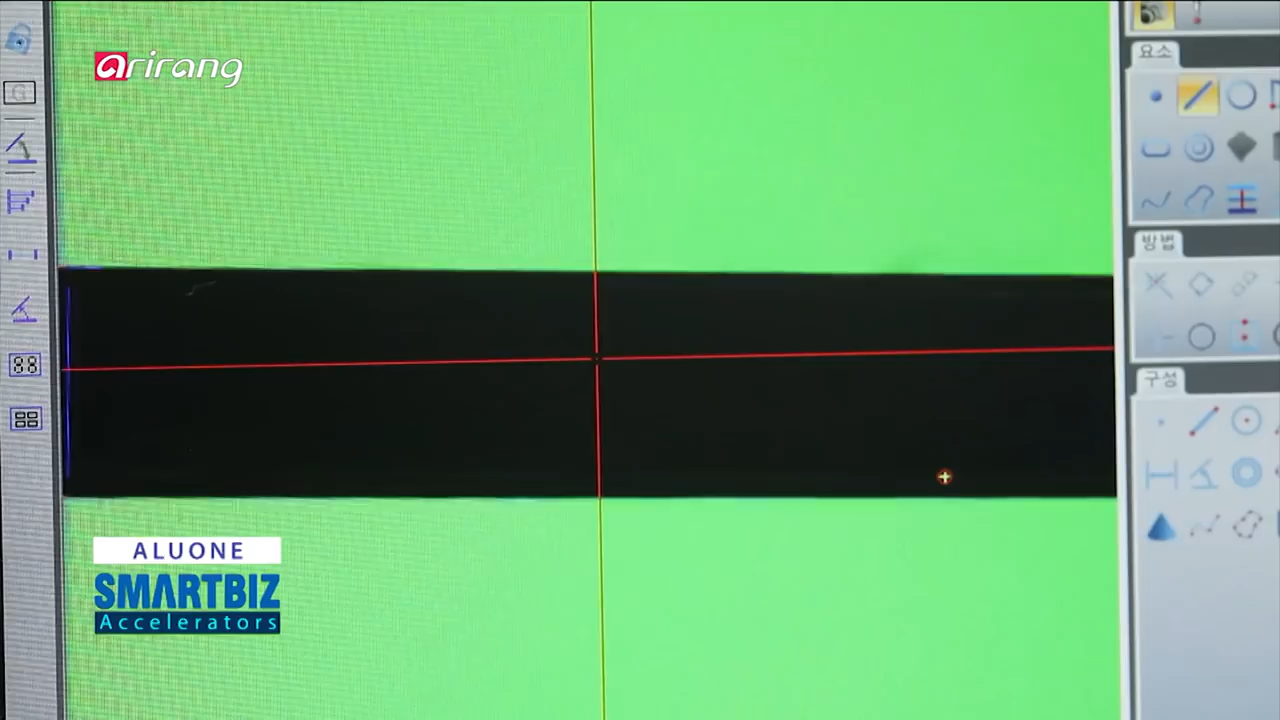 arirang
G
요소
방법
구성
ALUONE
SMARTBIZ
Accelerators